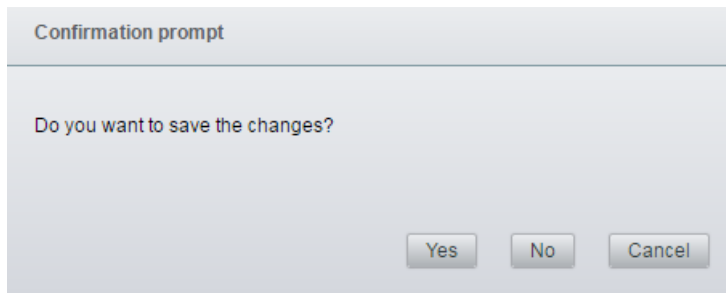 Confirmation prompt
Do you want to save the changes?
Yes No Cancel